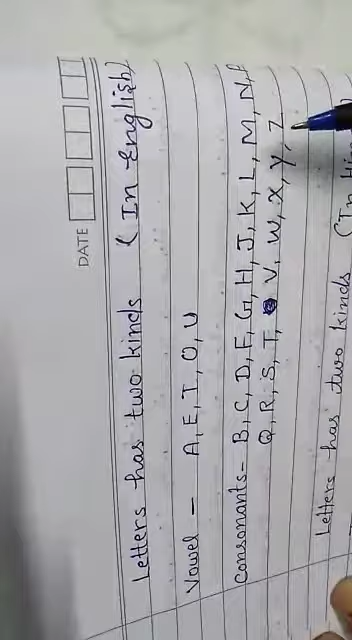 DATE
Letters has two kinds (In English)
Vowel - A, E, I, O, U
Consonants - B, C, D, F, G, H, J, K, L, M, N, P
Q, R, S, T, V, W, X, Y, Z
Letters has two kinds (In